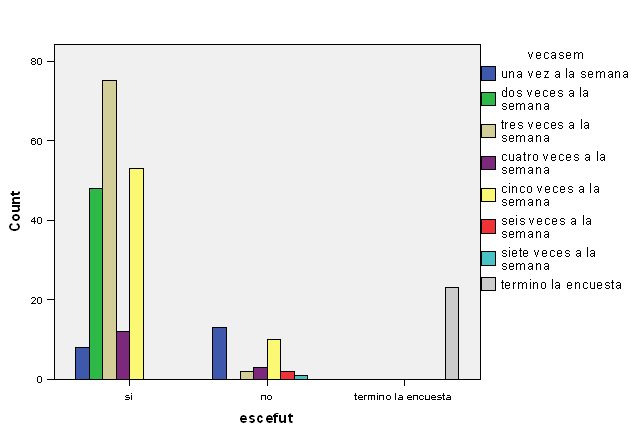 80
60
40
20
0
Count
si
no
termino la encuesta
escefut
vecasem
una vez a la semana
dos veces a la
semana
tres veces a la
semana
cuatro veces a la
semana
cinco veces a la
semana
seis veces a la
semana
siete veces a la
semana
termino la encuesta